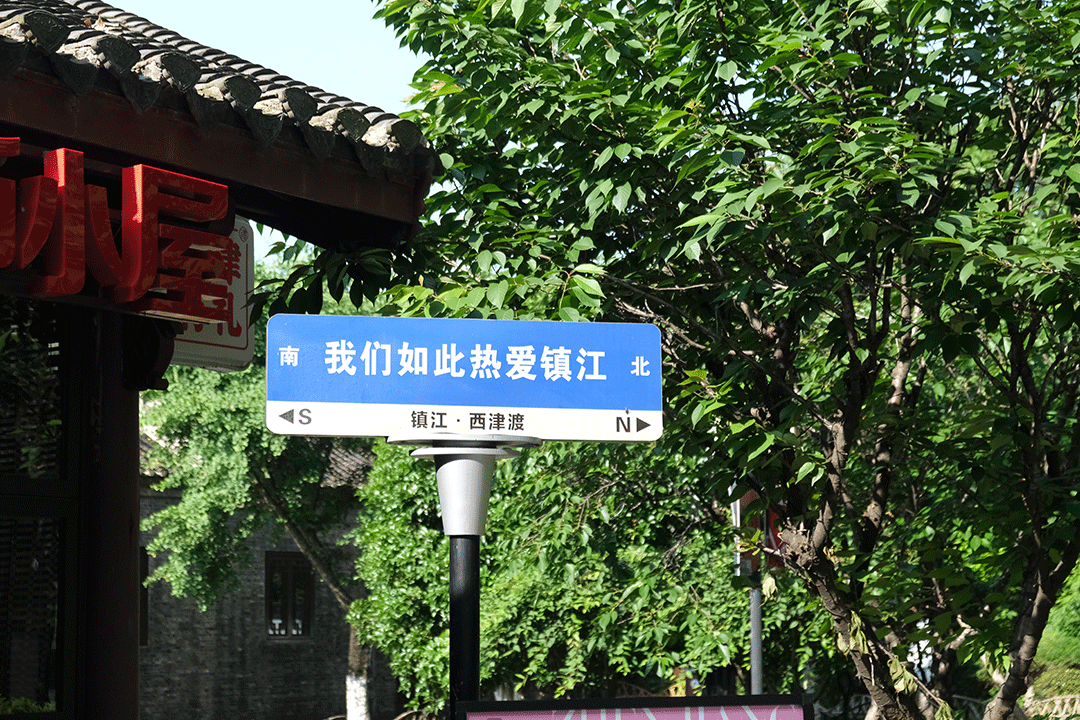 小屋
南 我们如此热爱镇江 北
S 镇江·西津渡 N